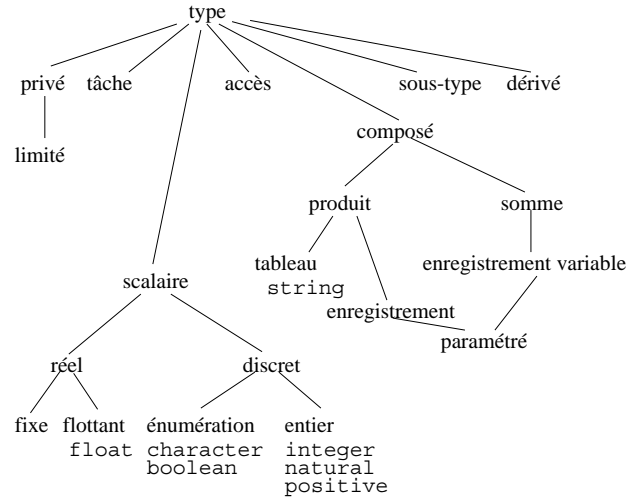 type
privé tâche accès sous-type dérivé
composé
limité
produit somme
tableau enregistrement variable
scalaire string
enregistrement
paramétré
réel discret
fixe flottant énumération entier
float character integer
boolean natural
positive